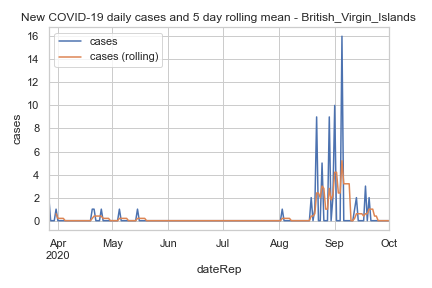 New COVID-19 daily cases and 5 day rolling mean - British_Virgin_Islands
cases
cases (rolling)
16
14
12
10
8
6
4
2
0
cases
Apr May Jun Jul Aug Sep Oct
2020
dateRep